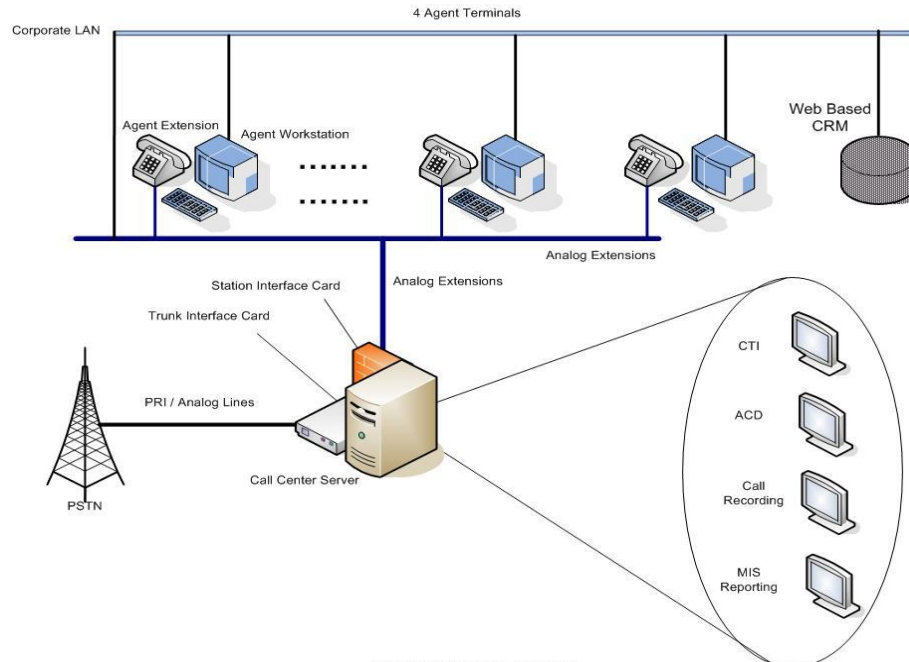 4 Agent Terminals
Corporate LAN
Web Based
CRM
Agent Extension
Agent Workstation
Analog Extensions
Analog Extensions
Station Interface Card
Trunk Interface Card
PRI / Analog Lines
Call Center Server
PSTN
CTI
ACD
Call
Recording
MIS
Reporting